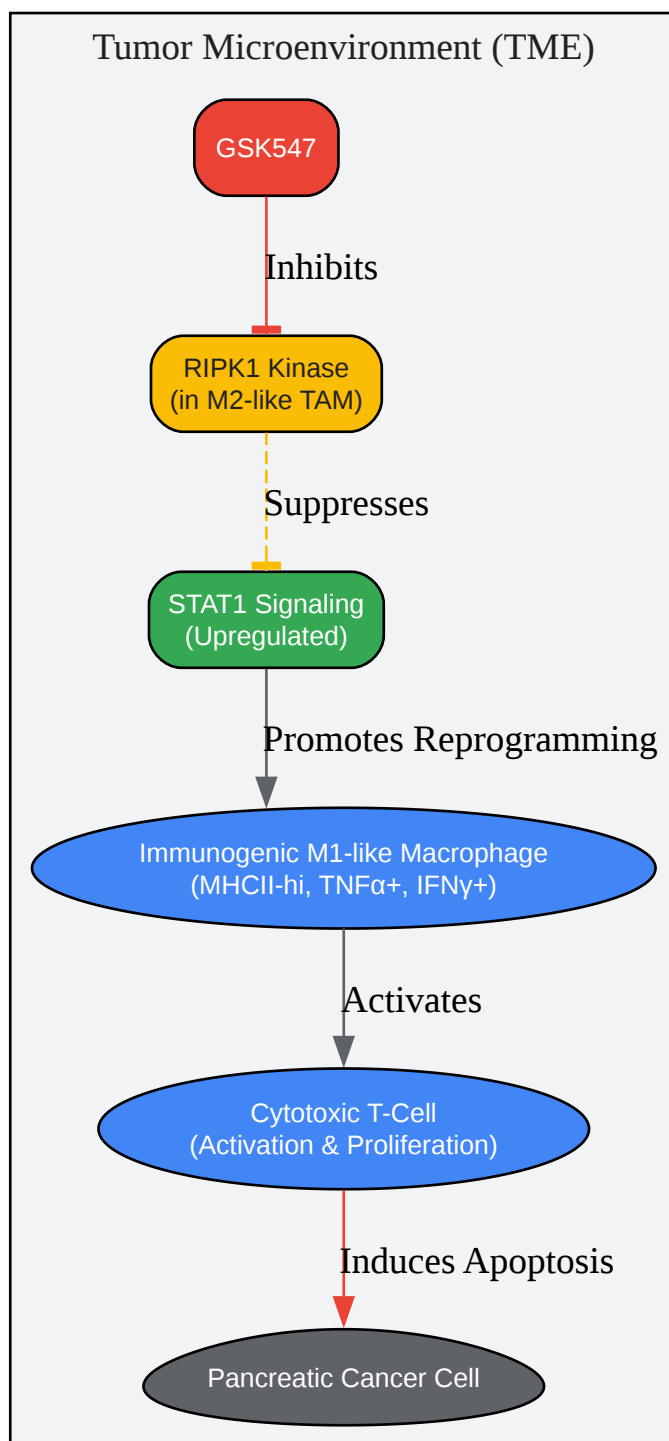 Tumor Microenvironment (TME)
GSK547
Inhibits
RIPK1 Kinase
(in M2-like TAM)
Suppresses
STAT1 Signaling
(Upregulated)
Promotes Reprogramming
Immunogenic M1-like Macrophage
(MHCII-hi, TNFα+, IFNγ+)
Activates
Cytotoxic T-Cell
(Activation & Proliferation)
Induces Apoptosis
Pancreatic Cancer Cell